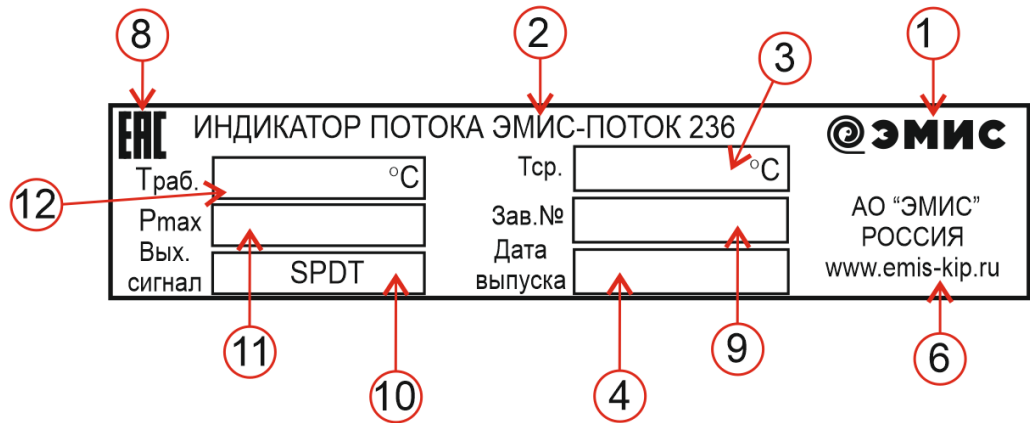 8
2
1
3
EAC ИНДИКАТОР ПОТОКА ЭМИС-ПОТОК 236
ЭМИС
Траб. °С
Тср. °С
12
Pmax
Зав.№
АО “ЭМИС”
РОССИЯ
Вых.
сигнал SPDT
Дата
выпуска
www.emis-kip.ru
11
10
4
9
6